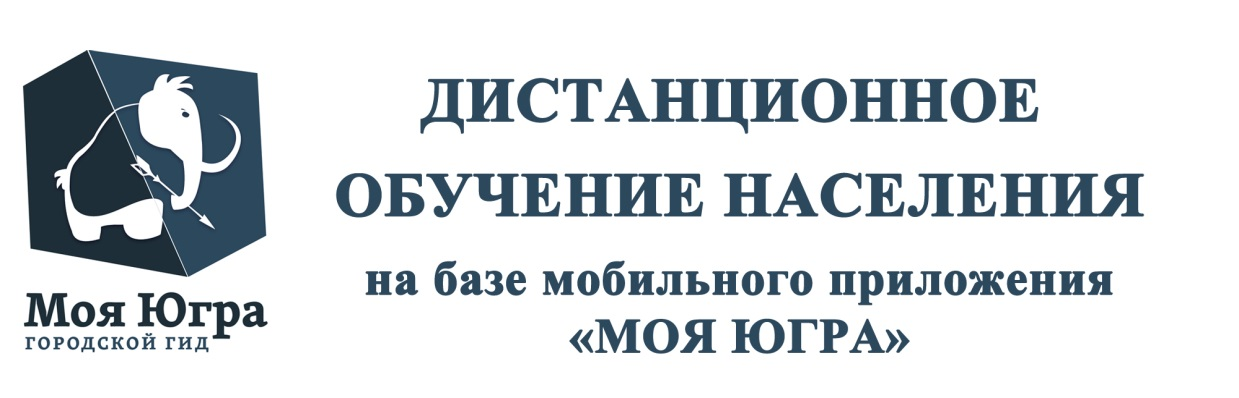 Моя Югра
ГОРОДСКОЙ ГИД
ДИСТАНЦИОННОЕ
ОБУЧЕНИЕ НАСЕЛЕНИЯ
на базе мобильного приложения
«МОЯ ЮГРА»